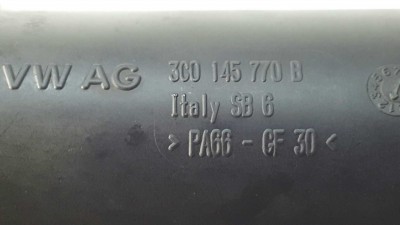 VW AG 3C0 145 770 B
Italy SB 6
> PA66 - GF 30 <